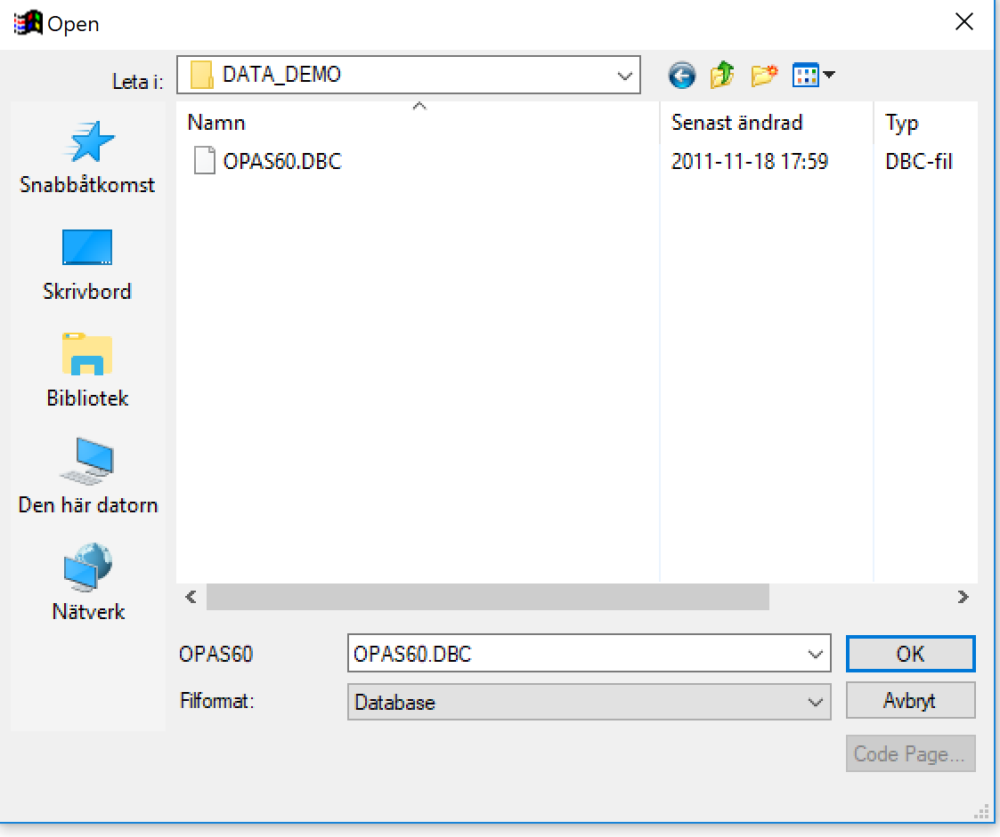 Open
Leta i: DATA_DEMO
Namn Senast ändrad Typ
OPAS60.DBC 2011-11-18 17:59 DBC-fil
Snabbåtkomst
Skrivbord
Bibliotek
Den här datorn
Nätverk
OPAS60 OPAS60.DBC OK
Filformat: Database Avbryt
Code Page...